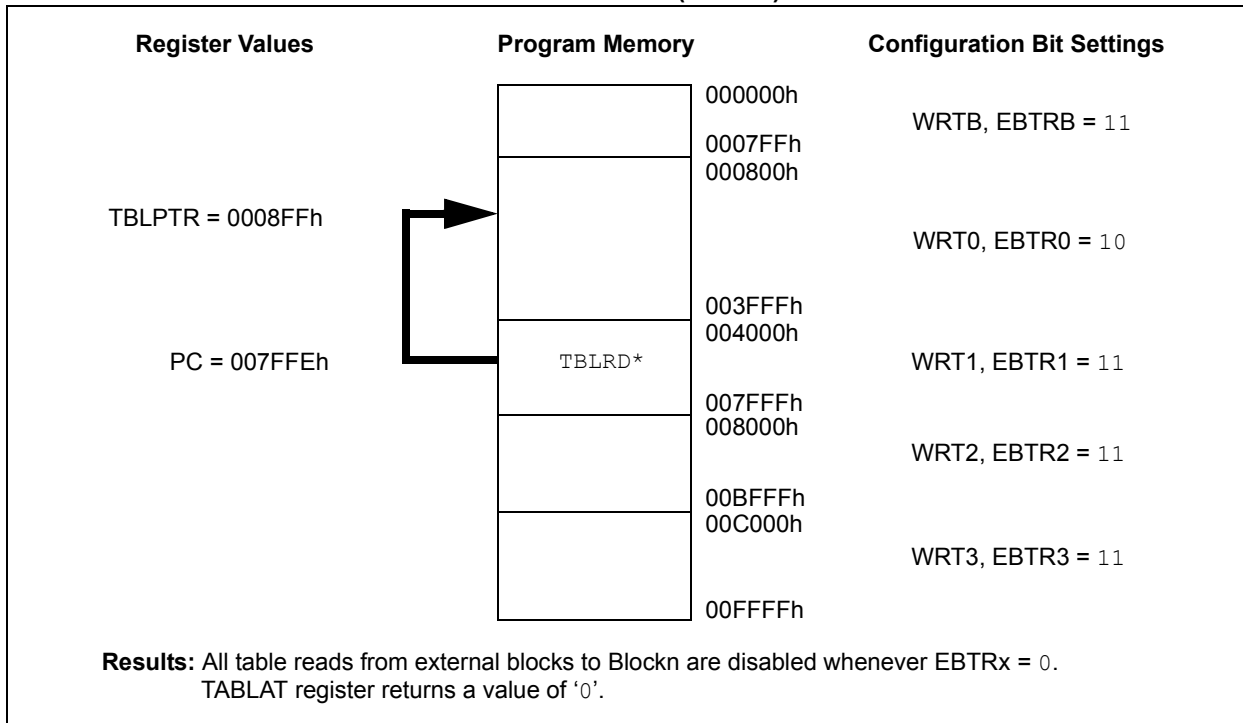 Register Values Program Memory Configuration Bit Settings
000000h
WRTB, EBTRB = 11
0007FFh
000800h
TBLPTR = 0008FFh
WRT0, EBTR0 = 10
003FFFh
004000h
PC = 007FFEh TBLRD* WRT1, EBTR1 = 11
007FFFh
008000h
WRT2, EBTR2 = 11
00BFFFh
00C000h
WRT3, EBTR3 = 11
00FFFFh
Results: All table reads from external blocks to Blockn are disabled whenever EBTRx = 0.
TABLAT register returns a value of ‘0’.